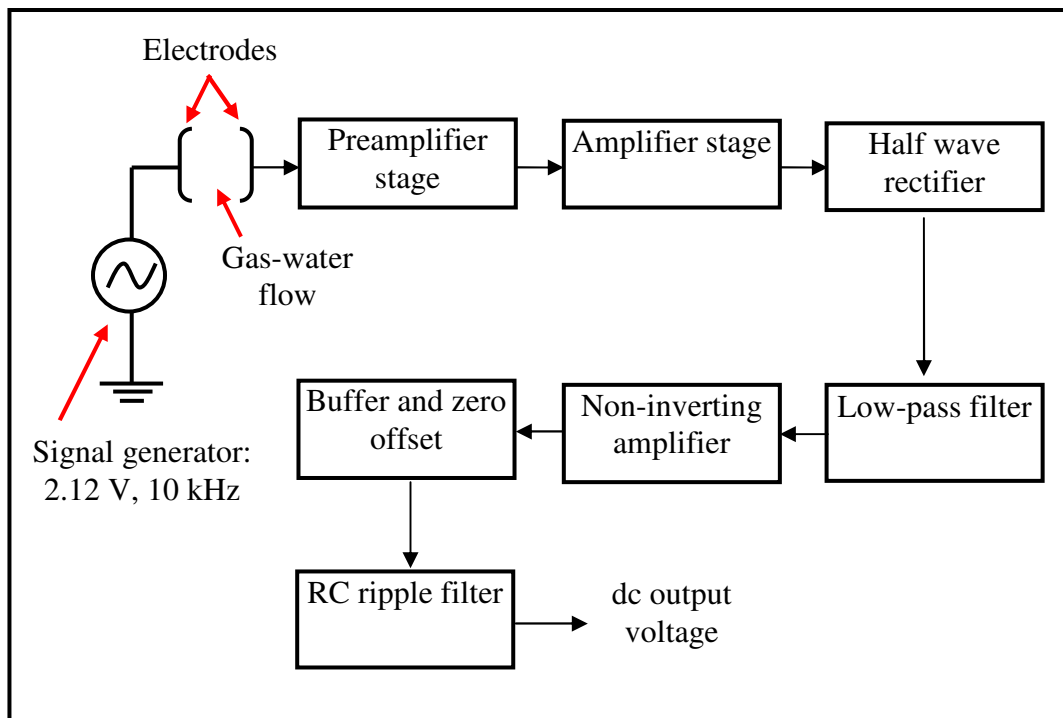 Electrodes
Preamplifier
stage
Amplifier stage
Half wave
rectifier
Gas-water
flow
Signal generator:
2.12 V, 10 kHz
Buffer and zero
offset
Non-inverting
amplifier
Low-pass filter
RC ripple filter
dc output
voltage